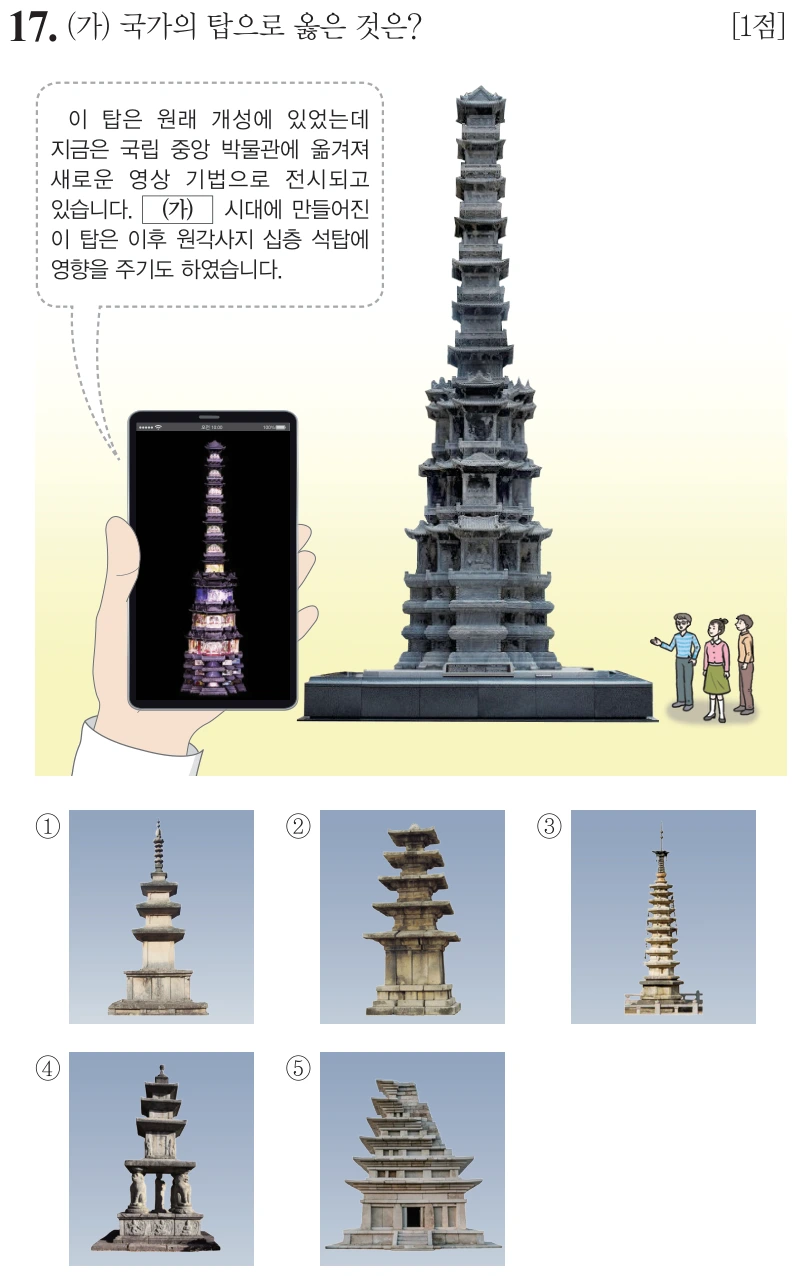 17. (가) 국가의 탑으로 옳은 것은? [1점]
이 탑은 원래 개성에 있었는데
지금은 국립 중앙 박물관에 옮겨져
새로운 영상 기법으로 전시되고
있습니다. (가) 시대에 만들어진
이 탑은 이후 원각사지 십층 석탑에
영향을 주기도 하였습니다.
오전 10:00 100%
① ② ③
④ ⑤